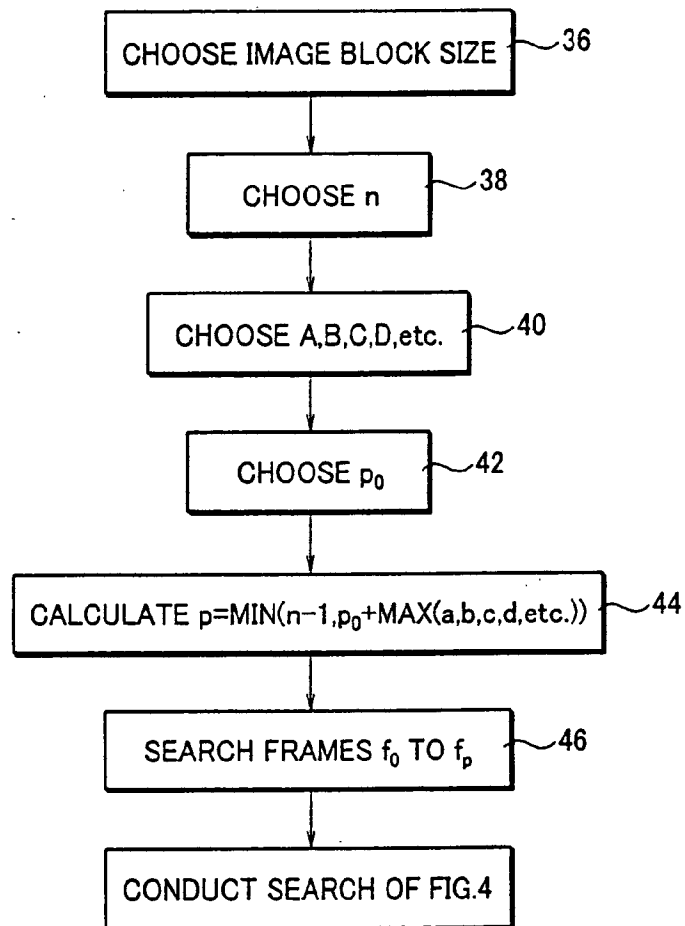 CHOOSE IMAGE BLOCK SIZE
36
CHOOSE n
38
CHOOSE A,B,C,D,etc.
40
CHOOSE p₀
42
CALCULATE p=MIN(n-1,p₀+MAX(a,b,c,d,etc.))
44
SEARCH FRAMES f₀ TO fₚ
46
CONDUCT SEARCH OF FIG.4